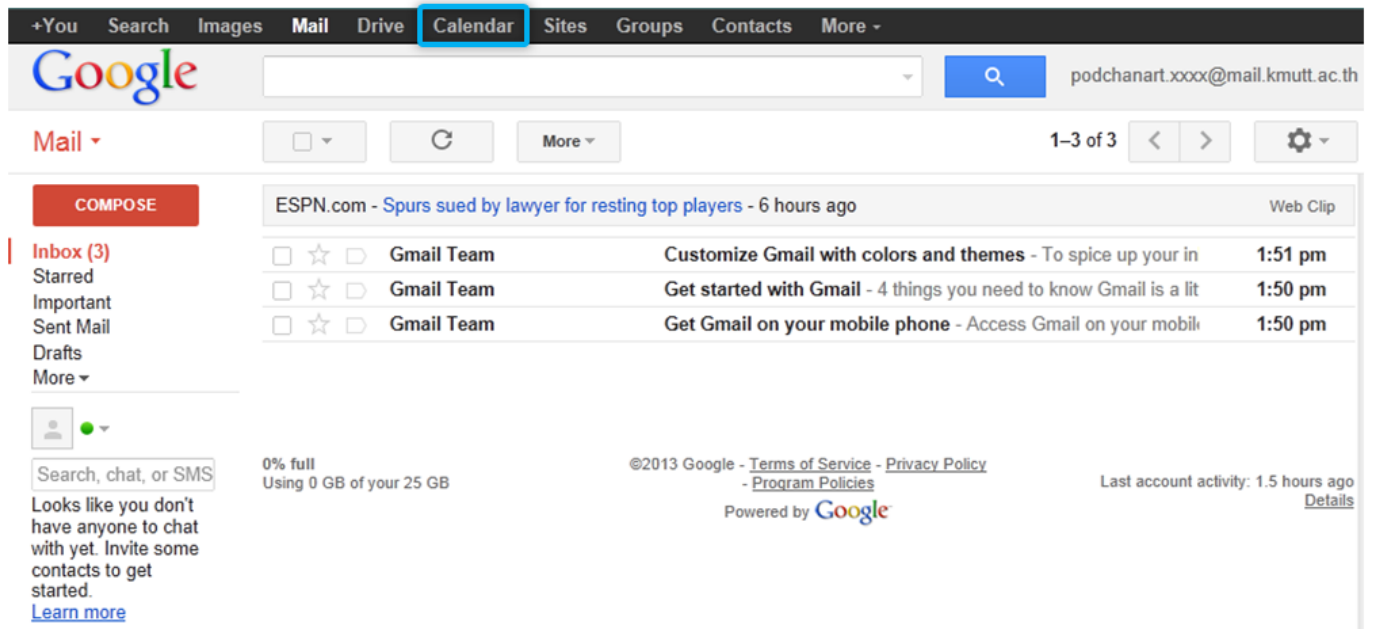 +You Search Images Mail Drive Calendar Sites Groups Contacts More
Google
podchanart.xxxx@mail.kmutt.ac.th
Mail
More
1–3 of 3
COMPOSE
ESPN.com - Spurs sued by lawyer for resting top players - 6 hours ago
Web Clip
Inbox (3)
Starred
Important
Sent Mail
Drafts
More
Gmail Team Customize Gmail with colors and themes - To spice up your in 1:51 pm
Gmail Team Get started with Gmail - 4 things you need to know Gmail is a lit 1:50 pm
Gmail Team Get Gmail on your mobile phone - Access Gmail on your mobil 1:50 pm
Search, chat, or SMS
Looks like you don't
have anyone to chat
with yet. Invite some
contacts to get
started.
Learn more
0% full
Using 0 GB of your 25 GB
©2013 Google - Terms of Service - Privacy Policy
- Program Policies
Powered by Google
Last account activity: 1.5 hours ago
Details